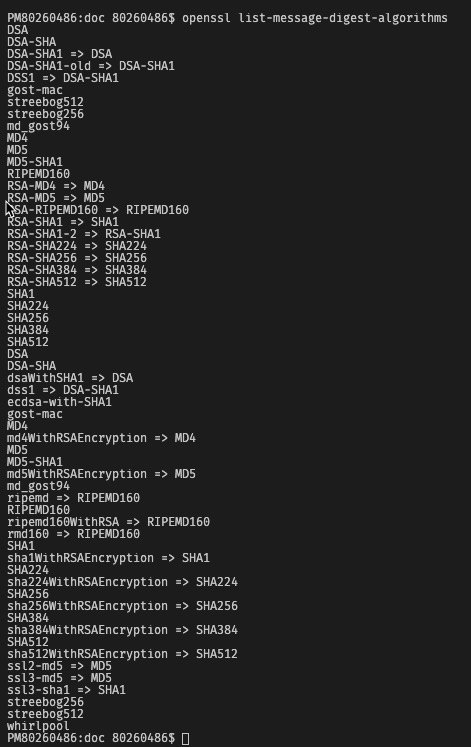 PM80260486:doc 80260486$ openssl list-message-digest-algorithms
DSA
DSA-SHA
DSA-SHA1 => DSA
DSA-SHA1-old => DSA-SHA1
DSS1 => DSA-SHA1
gost-mac
streebog512
streebog256
md_gost94
MD4
MD5
MD5-SHA1
RIPEMD160
RSA-MD4 => MD4
RSA-MD5 => MD5
RSA-RIPEMD160 => RIPEMD160
RSA-SHA1 => SHA1
RSA-SHA1-2 => RSA-SHA1
RSA-SHA224 => SHA224
RSA-SHA256 => SHA256
RSA-SHA384 => SHA384
RSA-SHA512 => SHA512
SHA1
SHA224
SHA256
SHA384
SHA512
DSA
DSA-SHA
dsaWithSHA1 => DSA
dss1 => DSA-SHA1
ecdsa-with-SHA1
gost-mac
MD4
md4WithRSAEncryption => MD4
MD5
MD5-SHA1
md5WithRSAEncryption => MD5
md_gost94
ripemd => RIPEMD160
RIPEMD160
ripemd160WithRSA => RIPEMD160
rmd160 => RIPEMD160
SHA1
sha1WithRSAEncryption => SHA1
SHA224
sha224WithRSAEncryption => SHA224
SHA256
sha256WithRSAEncryption => SHA256
SHA384
sha384WithRSAEncryption => SHA384
SHA512
sha512WithRSAEncryption => SHA512
ssl2-md5 => MD5
ssl3-md5 => MD5
ssl3-sha1 => SHA1
streebog256
streebog512
whirlpool
PM80260486:doc 80260486$